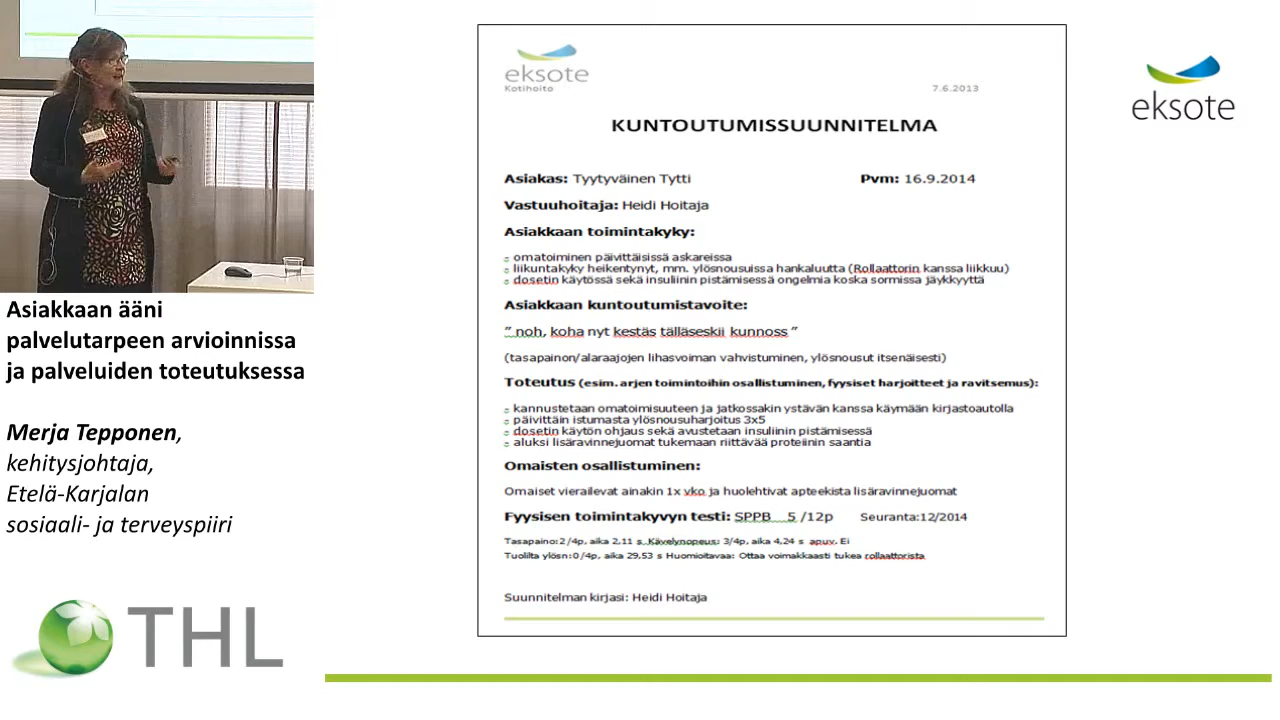 Asiakkaan ääni
palvelutarpeen arvioinnissa
ja palveluiden toteutuksessa
Merja Tepponen,
kehitysjohtaja,
Etelä-Karjalan
sosiaali- ja terveyspiiri
THL
eksote
Kotihoito
7.6.2013
KUNTOUTUMISSUUNNITELMA
Asiakas: Tyytyväinen Tytti Pvm: 16.9.2014
Vastuuhoitaja: Heidi Hoitaja
Asiakkaan toimintakyky:
omatoiminen päivittäisissä askareissa
liikuntakyky heikentynyt, mm. ylösnousuissa hankaluutta (Rollaattorin kanssa liikkuu)
dosetin käytössä sekä insuliinin pistämisessä ongelmia koska sormissa jäykkyyttä
Asiakkaan kuntoutumistavoite:
” noh, koha nyt kestäs tälläseskii kunnoss ”
(tasapainon/alaraajojen lihasvoiman vahvistuminen, ylösnousut itsenäisesti)
Toteutus (esim. arjen toimintoihin osallistuminen, fyysiset harjoitteet ja ravitsemus):
kannustetaan omatoimisuuteen ja jatkossakin ystävän kanssa käymään kirjastoautolla
päivittäin istumasta ylösnousuharjoitus 3x5
dosetin käytön ohjaus sekä avustetaan insuliinin pistämisessä
aluksi lisäravinnejuomat tukemaan riittävää proteiinin saantia
Omaisten osallistuminen:
Omaiset vierailevat ainakin 1x vko ja huolehtivat apteekista lisäravinnejuomat
Fyysisen toimintakyvyn testi: SPPB 5 /12p Seuranta:12/2014
Tasapaino: 2 /4p, aika 2,11 s Kävelynopeus: 3/4p, aika 4,24 s apuv. Ei
Tuolilta ylösn: 0 /4p, aika 29,53 s Huomioitavaa: Ottaa voimakkaasti tukea rollaattorista
Suunnitelman kirjasi: Heidi Hoitaja
eksote